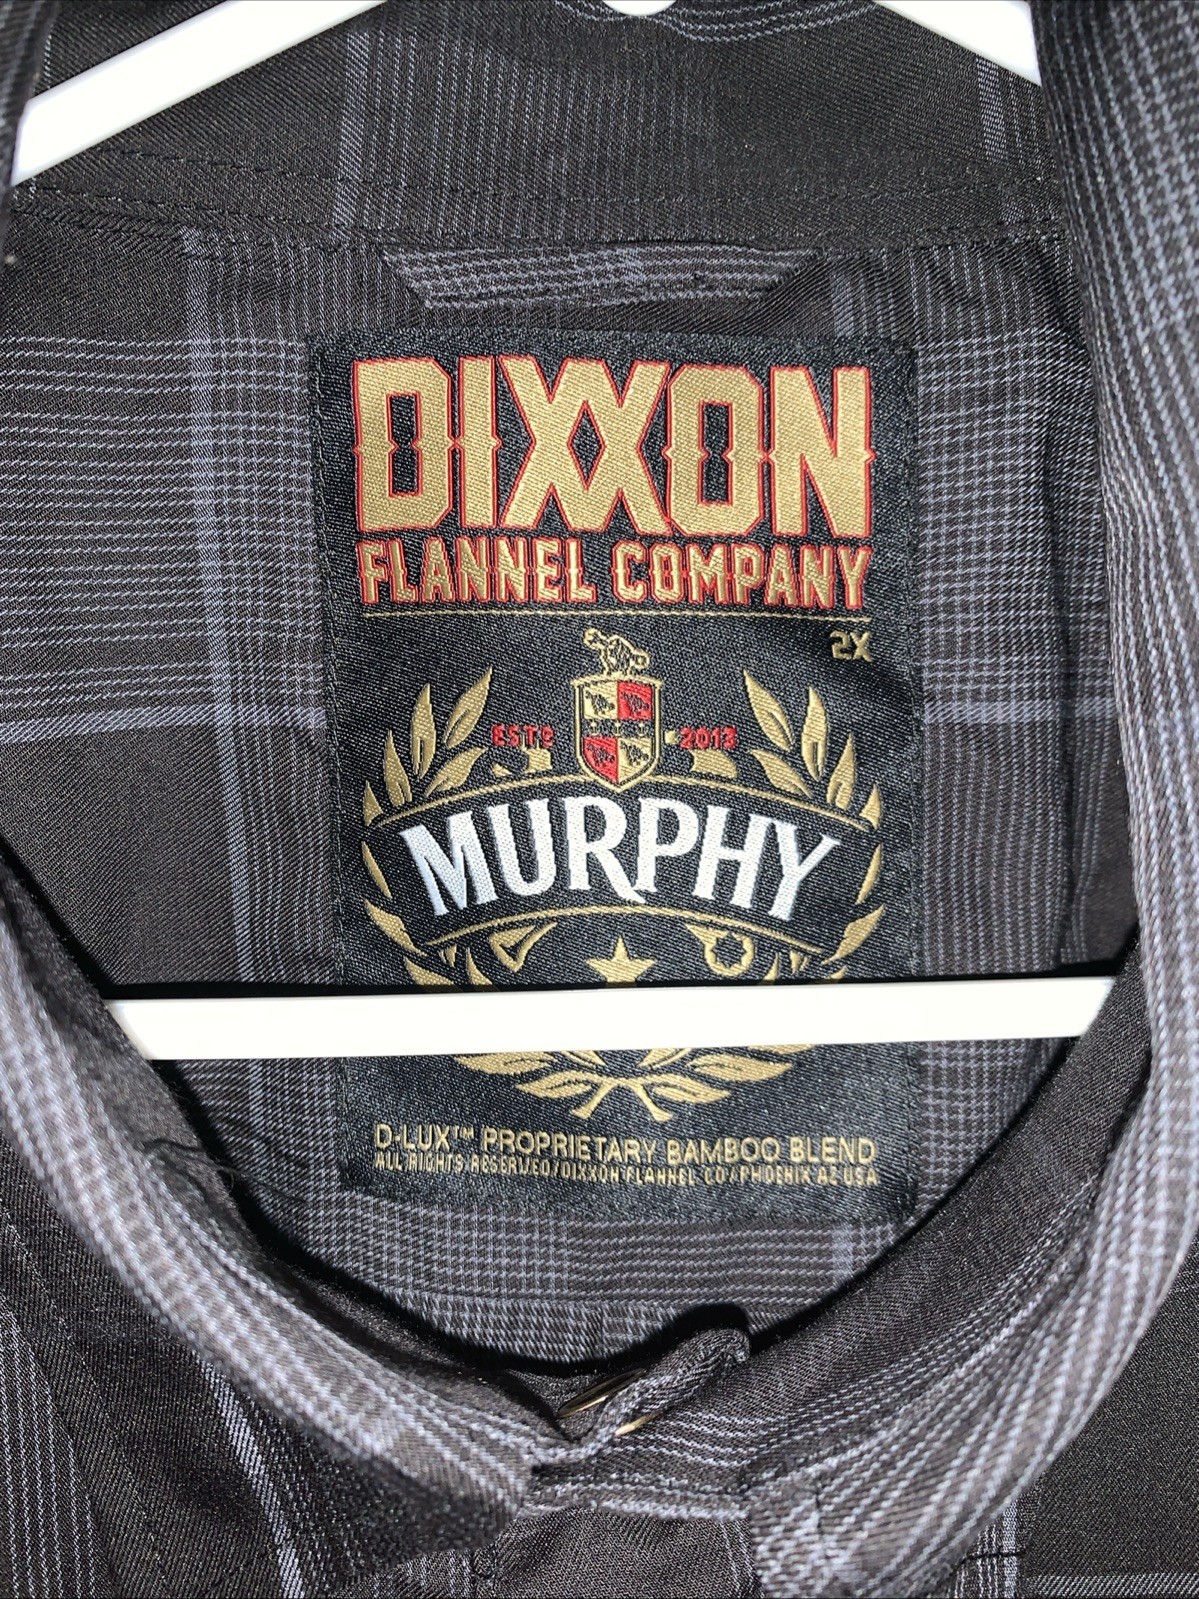 DIXXON
FLANNEL COMPANY
2X
ESTD 2013
MURPHY
D-LUX™ PROPRIETARY BAMBOO BLEND
ALL RIGHTS RESERVED/DIXXON FLANNEL CO/PHOENIX AZ USA